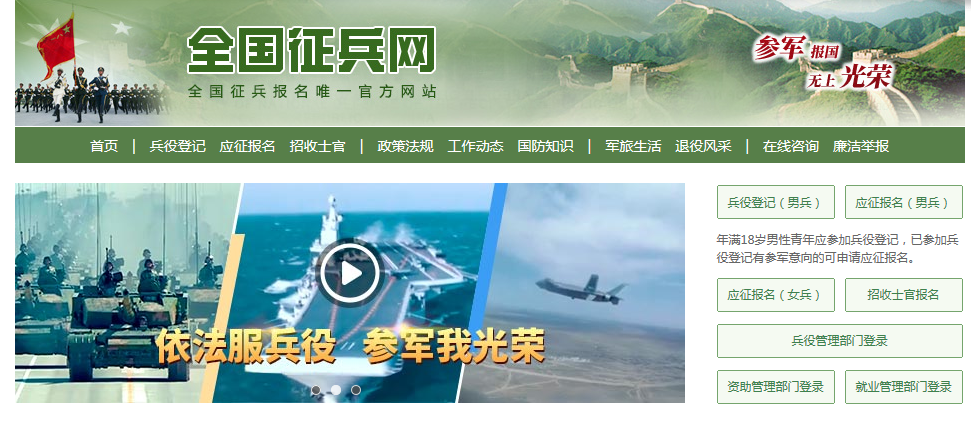 全国征兵网
全国征兵报名唯一官方网站
参军 报国
无上 光荣
首页 | 兵役登记 应征报名 招收士官 | 政策法规 工作动态 国防知识 | 军旅生活 退役风采 | 在线咨询 廉洁举报
依法服兵役 参军我光荣
兵役登记（男兵） 应征报名（男兵）
年满18岁男性青年应参加兵役登记，已参加兵
役登记有参军意向的可申请应征报名。
应征报名（女兵） 招收士官报名
兵役管理部门登录
资助管理部门登录 就业管理部门登录